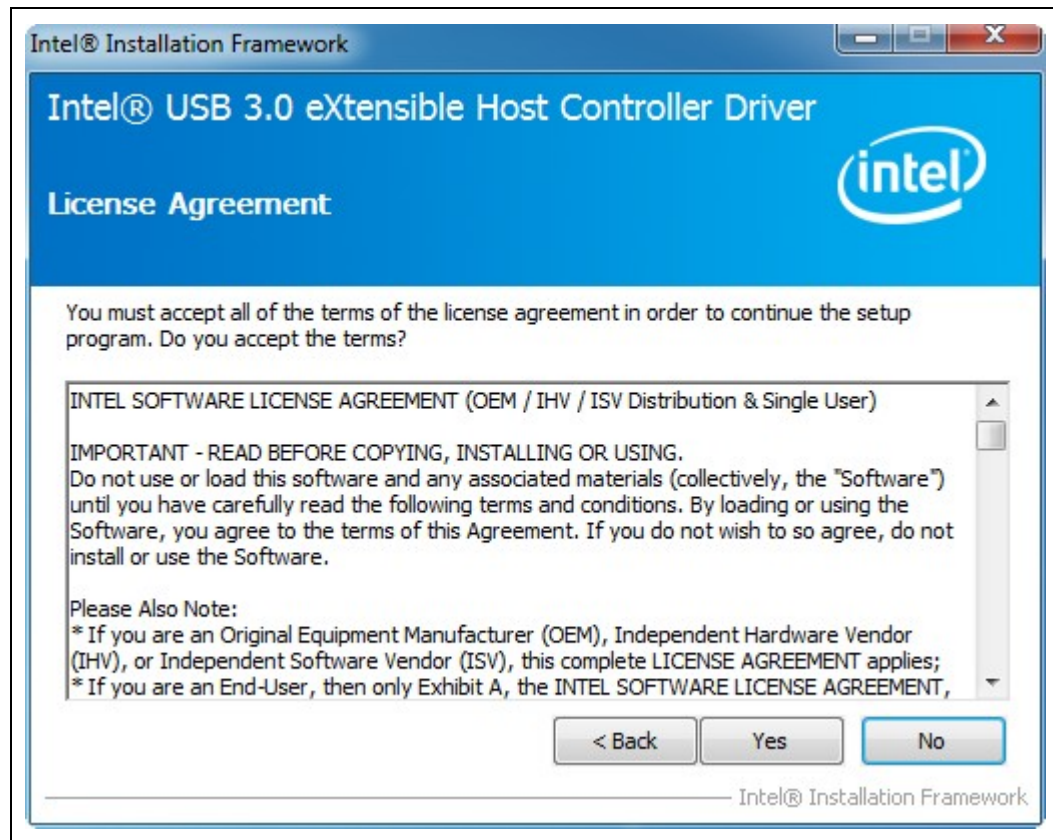 Intel® Installation Framework
Intel® USB 3.0 eXtensible Host Controller Driver
intel
License Agreement
You must accept all of the terms of the license agreement in order to continue the setup
program. Do you accept the terms?
INTEL SOFTWARE LICENSE AGREEMENT (OEM / IHV / ISV Distribution & Single User)
IMPORTANT - READ BEFORE COPYING, INSTALLING OR USING.
Do not use or load this software and any associated materials (collectively, the "Software")
until you have carefully read the following terms and conditions. By loading or using the
Software, you agree to the terms of this Agreement. If you do not wish to so agree, do not
install or use the Software.
Please Also Note:
* If you are an Original Equipment Manufacturer (OEM), Independent Hardware Vendor
(IHV), or Independent Software Vendor (ISV), this complete LICENSE AGREEMENT applies;
* If you are an End-User, then only Exhibit A, the INTEL SOFTWARE LICENSE AGREEMENT,
< Back Yes No
Intel® Installation Framework